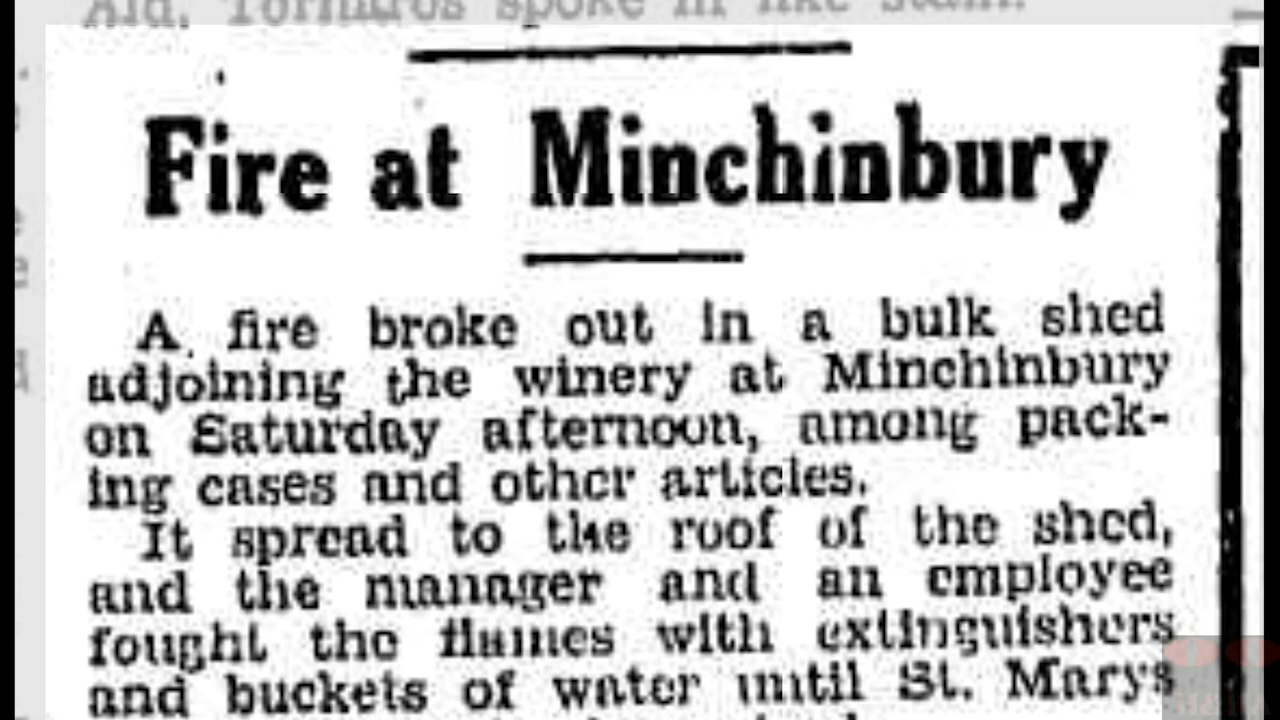 Fire at Minchinbury
A fire broke out in a bulk shed
adjoining the winery at Minchinbury
on Saturday afternoon, among pack-
ing cases and other articles.
It spread to the roof of the shed,
and the manager and an employee
fought the flames with extinguishers
and buckets of water until St. Marys